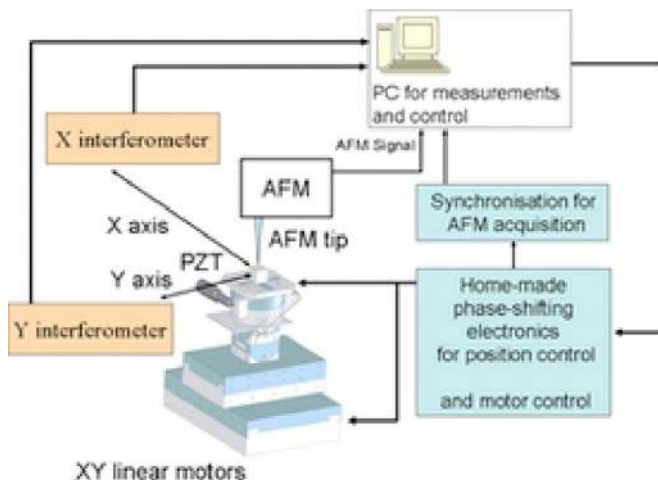 PC for measurements
and control
X interferometer
AFM Signal
AFM
Synchronisation for
AFM acquisition
X axis
AFM tip
PZT
Y axis
Home-made
phase-shifting
electronics
for position control
and motor control
Y interferometer
XY linear motors